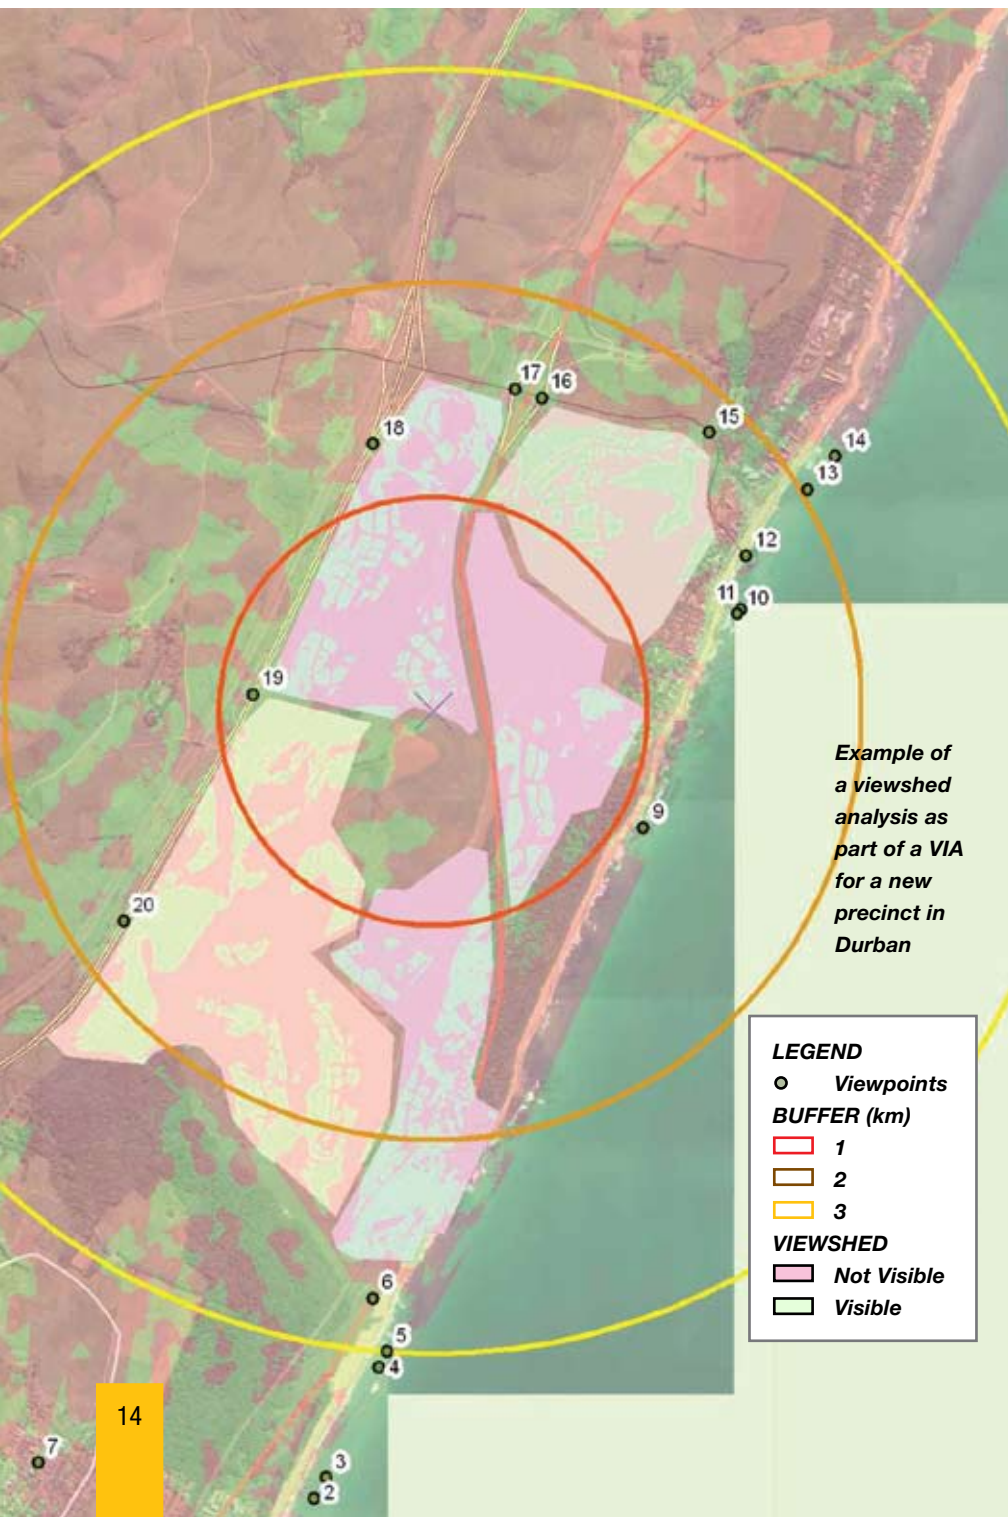 17
16
18
15
14
13
12
11
10
19
Example of
a viewshed
analysis as
part of a VIA
for a new
precinct in
Durban
9
20
LEGEND
Viewpoints
BUFFER (km)
1
2
3
VIEWSHED
Not Visible
Visible
6
5
4
14
7
3
2